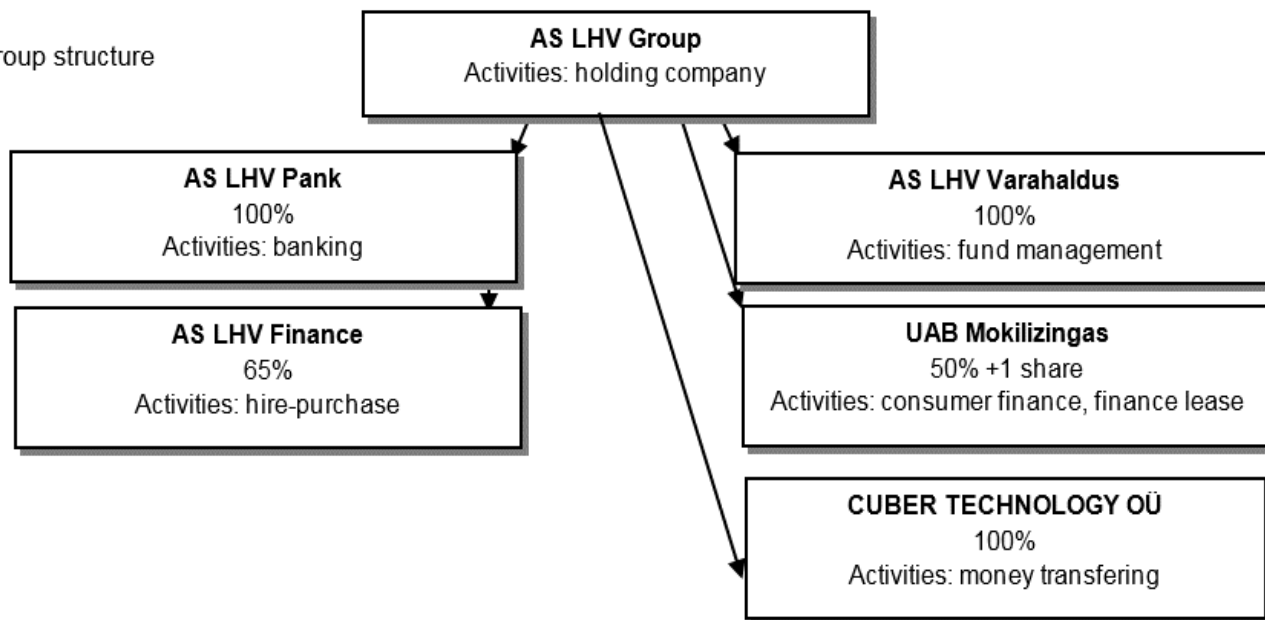 roup structure
AS LHV Group
Activities: holding company
AS LHV Pank
100%
Activities: banking
AS LHV Varahaldus
100%
Activities: fund management
AS LHV Finance
65%
Activities: hire-purchase
UAB Mokilizingas
50% +1 share
Activities: consumer finance, finance lease
CUBER TECHNOLOGY OÜ
100%
Activities: money transfering